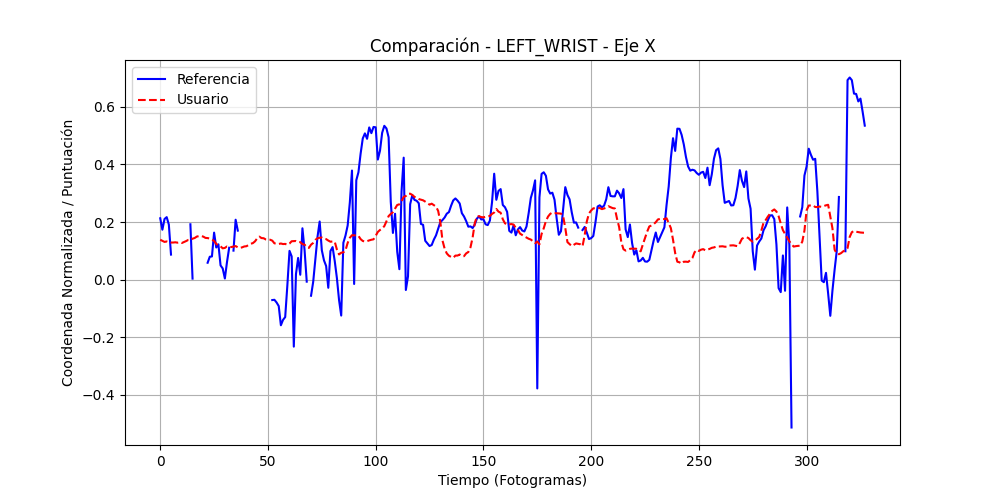 Comparación - LEFT_WRIST - Eje X
Referencia
Usuario
Coordenada Normalizada / Puntuación
0.6
0.4
0.2
0.0
−0.2
−0.4
0 50 100 150 200 250 300
Tiempo (Fotogramas)